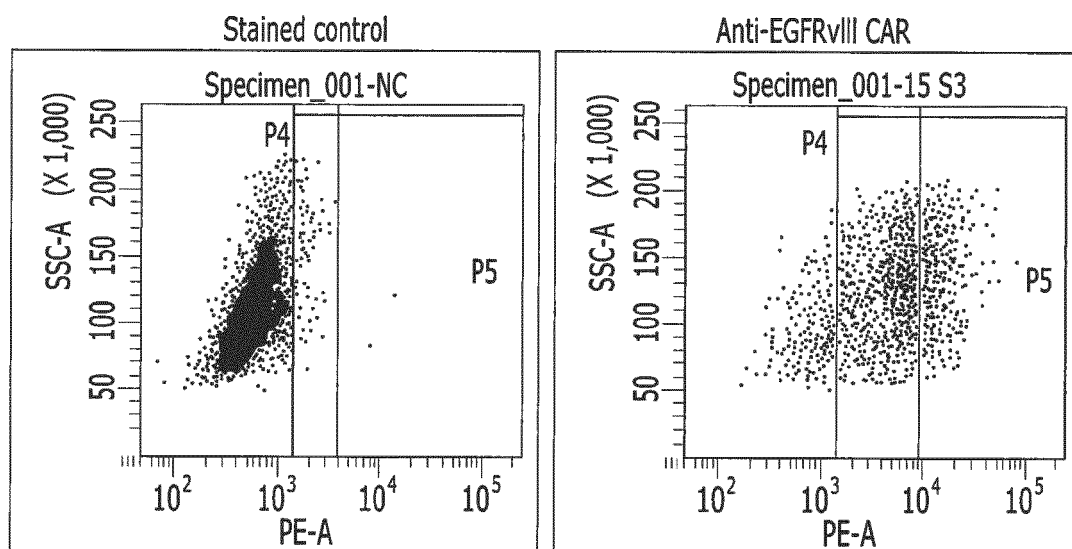 Stained control
Specimen_001-NC
SSC-A (X 1,000)
250
200
150
100
50
P4
P5
10^2
10^3
10^4
10^5
PE-A
Anti-EGFRvIII CAR
Specimen_001-15 S3
SSC-A (X 1,000)
250
200
150
100
50
P4
P5
10^2
10^3
10^4
10^5
PE-A